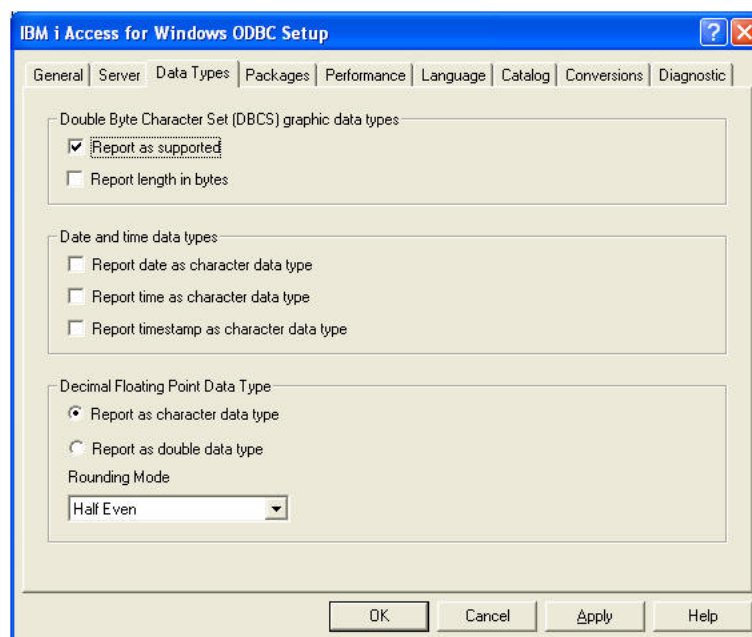 IBM i Access for Windows ODBC Setup
General Server Data Types Packages Performance Language Catalog Conversions Diagnostic
Double Byte Character Set (DBCS) graphic data types
Report as supported
Report length in bytes
Date and time data types
Report date as character data type
Report time as character data type
Report timestamp as character data type
Decimal Floating Point Data Type
Report as character data type
Report as double data type
Rounding Mode
Half Even
OK Cancel Apply Help